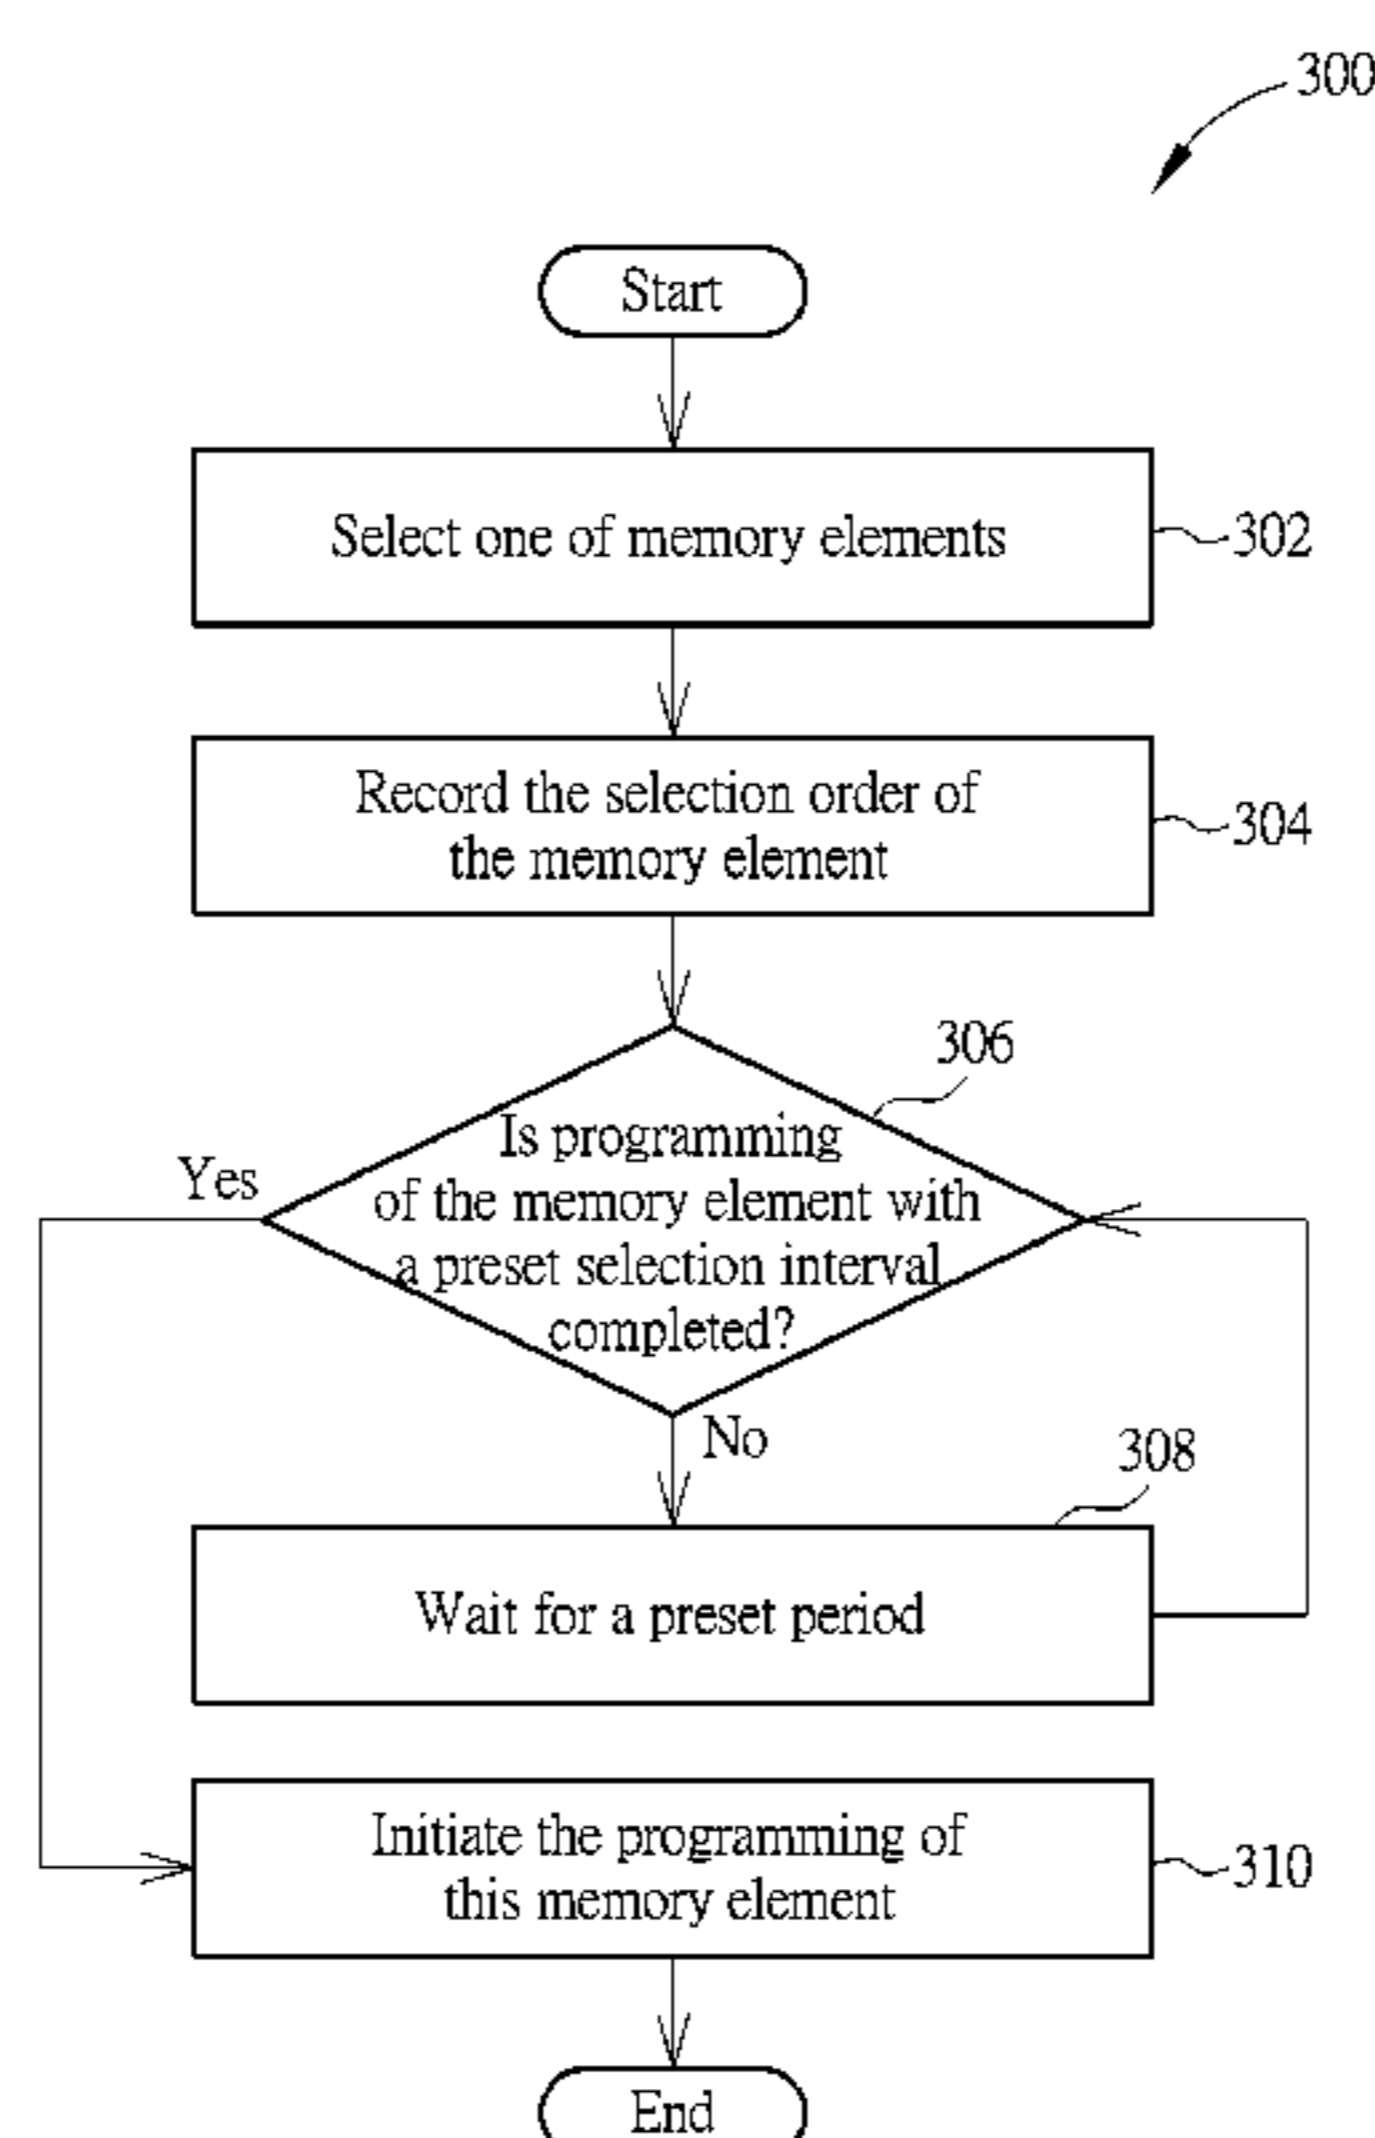 300
Start
Select one of memory elements
302
Record the selection order of
the memory element
304
306
Is programming
of the memory element with
a preset selection interval
completed?
Yes
No
308
Wait for a preset period
Initiate the programming of
this memory element
310
End